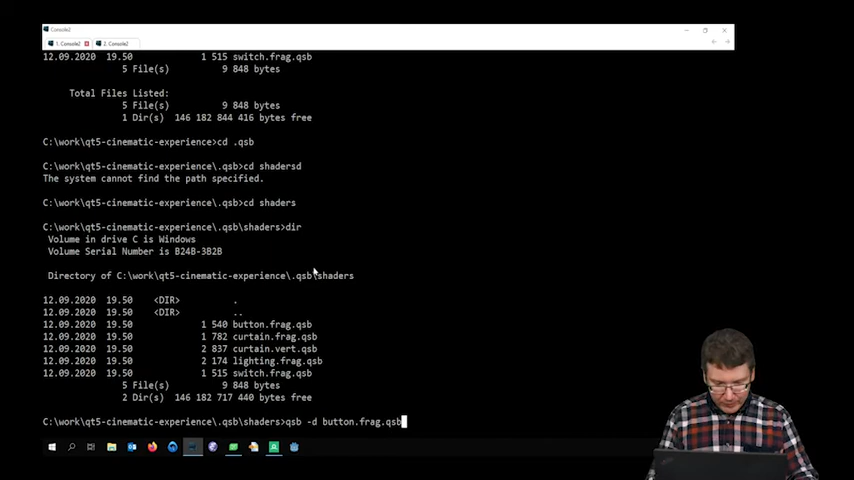 Console2
1. Console2
2. Console2
12.09.2020 19.50 1 515 switch.frag.qsb
5 File(s) 9 848 bytes
Total Files Listed:
5 File(s) 9 848 bytes
1 Dir(s) 146 182 844 416 bytes free
C:\work\qt5-cinematic-experience>cd .qsb
C:\work\qt5-cinematic-experience\.qsb>cd shadersd
The system cannot find the path specified.
C:\work\qt5-cinematic-experience\.qsb>cd shaders
C:\work\qt5-cinematic-experience\.qsb\shaders>dir
Volume in drive C is Windows
Volume Serial Number is B24B-3B2B
Directory of C:\work\qt5-cinematic-experience\.qsb\shaders
12.09.2020 19.50 <DIR> .
12.09.2020 19.50 <DIR> ..
12.09.2020 19.50 1 540 button.frag.qsb
12.09.2020 19.50 1 782 curtain.frag.qsb
12.09.2020 19.50 2 837 curtain.vert.qsb
12.09.2020 19.50 2 174 lighting.frag.qsb
12.09.2020 19.50 1 515 switch.frag.qsb
5 File(s) 9 848 bytes
2 Dir(s) 146 182 717 440 bytes free
C:\work\qt5-cinematic-experience\.qsb\shaders>qsb -d button.frag.qsb